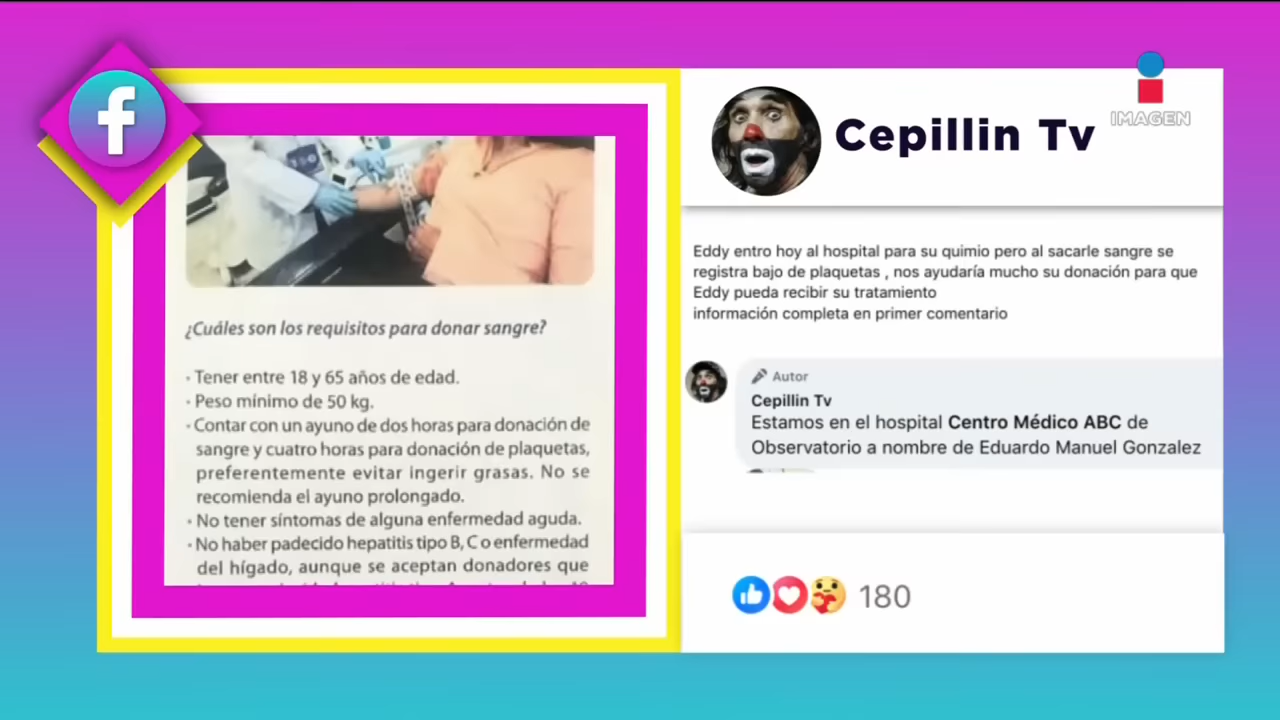 f
IMAGEN
Cepillin Tv
¿Cuáles son los requisitos para donar sangre?
· Tener entre 18 y 65 años de edad.
· Peso mínimo de 50 kg.
· Contar con un ayuno de dos horas para donación de
sangre y cuatro horas para donación de plaquetas,
preferentemente evitar ingerir grasas. No se
recomienda el ayuno prolongado.
· No tener síntomas de alguna enfermedad aguda.
· No haber padecido hepatitis tipo B, C o enfermedad
del hígado, aunque se aceptan donadores que
Eddy entro hoy al hospital para su quimio pero al sacarle sangre se
registra bajo de plaquetas , nos ayudaría mucho su donación para que
Eddy pueda recibir su tratamiento
información completa en primer comentario
Autor
Cepillin Tv
Estamos en el hospital Centro Médico ABC de
Observatorio a nombre de Eduardo Manuel Gonzalez
180